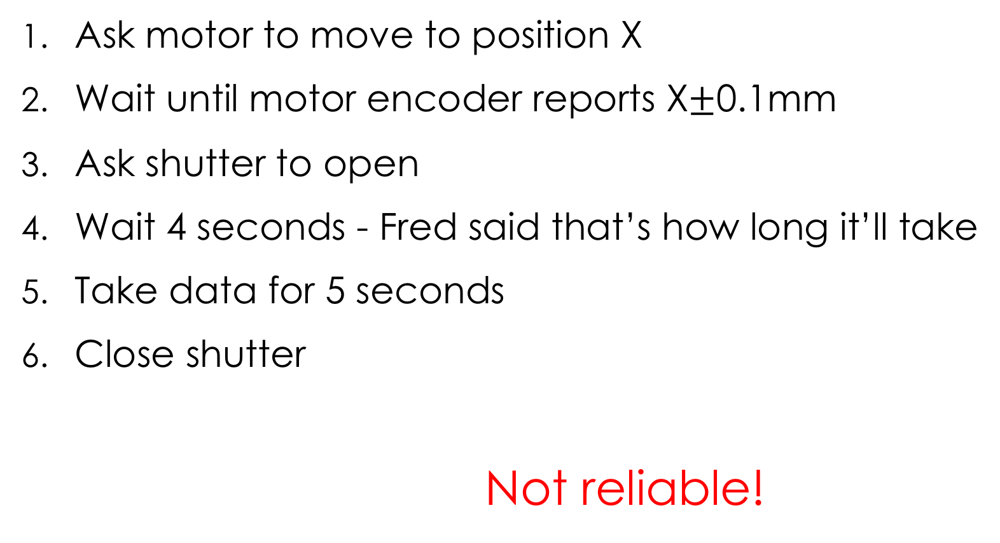 1. Ask motor to move to position X
2. Wait until motor encoder reports X±0.1mm
3. Ask shutter to open
4. Wait 4 seconds - Fred said that’s how long it’ll take
5. Take data for 5 seconds
6. Close shutter
Not reliable!